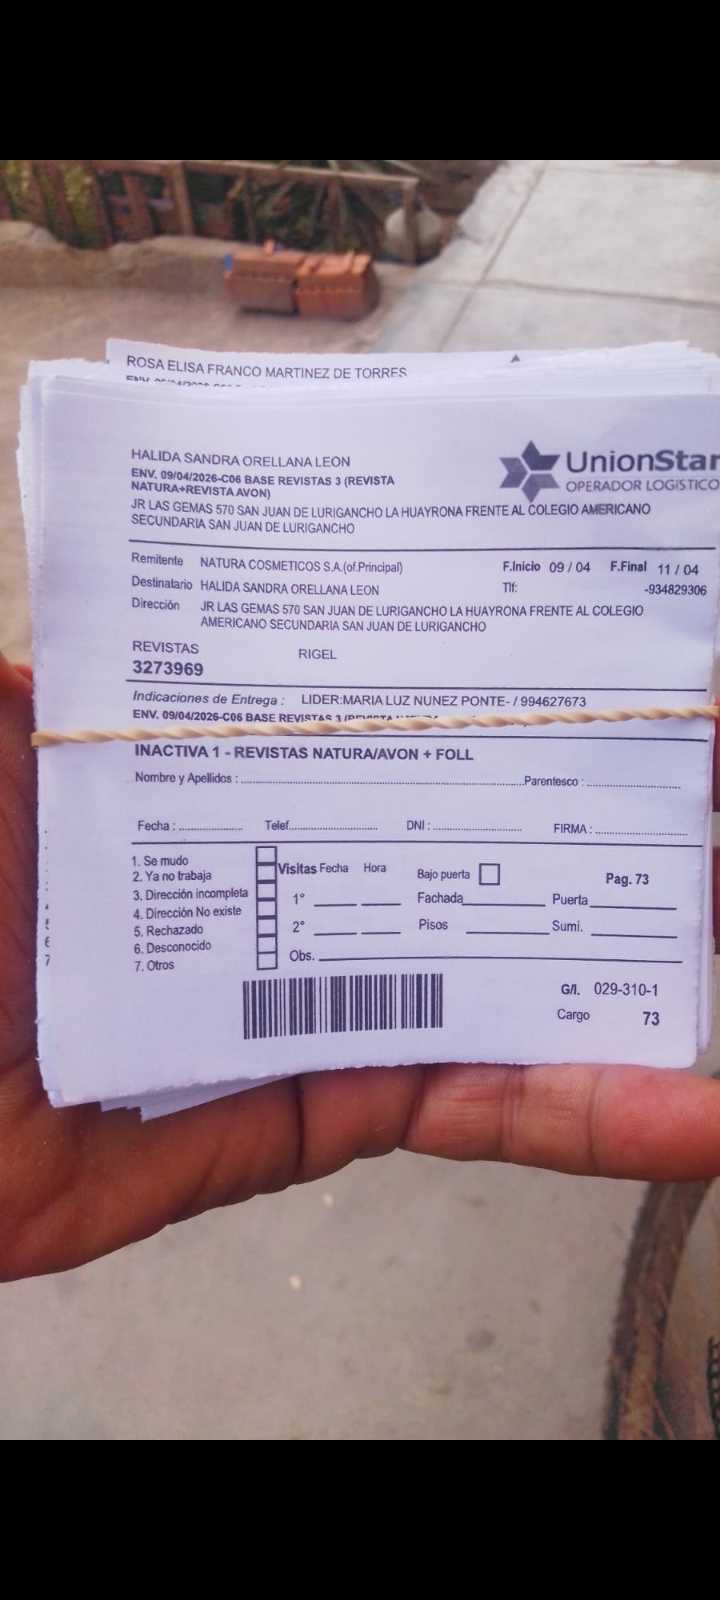 ROSA ELISA FRANCO MARTINEZ DE TORRES
HALIDA SANDRA ORELLANA LEON
ENV. 09/04/2026-C06 BASE REVISTAS 3 (REVISTA
NATURA+REVISTA AVON)
UnionStar
OPERADOR LOGISTICO
JR LAS GEMAS 570 SAN JUAN DE LURIGANCHO LA HUAYRONA FRENTE AL COLEGIO AMERICANO
SECUNDARIA SAN JUAN DE LURIGANCHO
Remitente NATURA COSMETICOS S.A.(of.Principal) F.Inicio 09 / 04 F.Final 11 / 04
Destinatario HALIDA SANDRA ORELLANA LEON Tlf: -934829306
Dirección JR LAS GEMAS 570 SAN JUAN DE LURIGANCHO LA HUAYRONA FRENTE AL COLEGIO
AMERICANO SECUNDARIA SAN JUAN DE LURIGANCHO
REVISTAS RIGEL
3273969
Indicaciones de Entrega : LIDER:MARIA LUZ NUNEZ PONTE- / 994627673
ENV. 09/04/2026-C06 BASE REVISTAS 3
INACTIVA 1 - REVISTAS NATURA/AVON + FOLL
Nombre y Apellidos : Parentesco :
Fecha : Telef. DNI : FIRMA :
1. Se mudo
2. Ya no trabaja
3. Dirección incompleta
4. Dirección No existe
5. Rechazado
6. Desconocido
7. Otros
Visitas Fecha Hora Bajo puerta Pag. 73
1° Fachada Puerta
2° Pisos Sumi.
Obs.
G/I. 029-310-1
Cargo 73